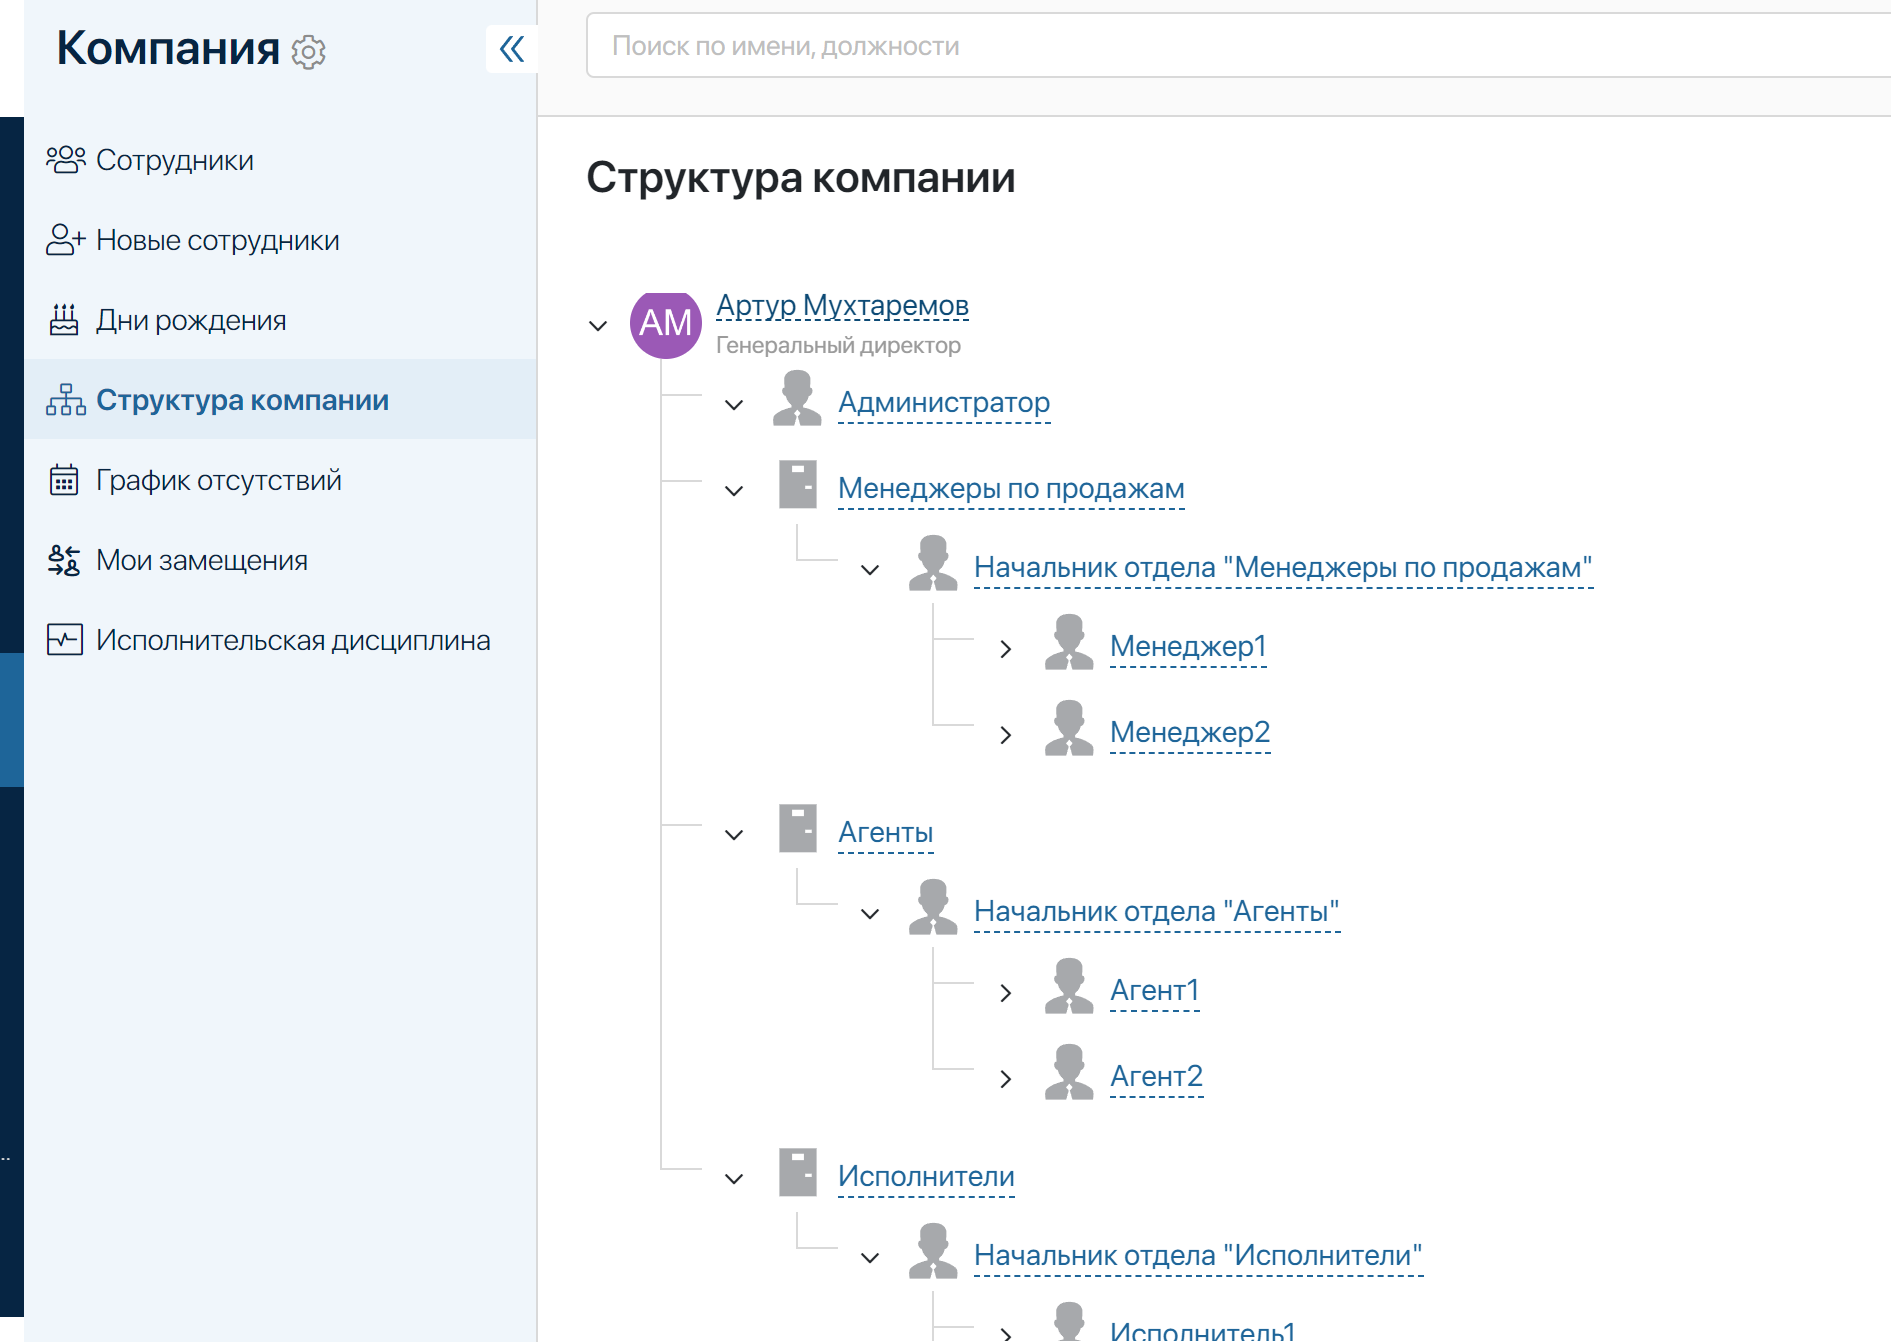 Компания
Сотрудники
Новые сотрудники
Дни рождения
Структура компании
График отсутствий
Мои замещения
Исполнительская дисциплина
Поиск по имени, должности
Структура компании
АМ
Артур Мухтаремов
Генеральный директор
Администратор
Менеджеры по продажам
Начальник отдела "Менеджеры по продажам"
Менеджер1
Менеджер2
Агенты
Начальник отдела "Агенты"
Агент1
Агент2
Исполнители
Начальник отдела "Исполнители"
Исполнитель1